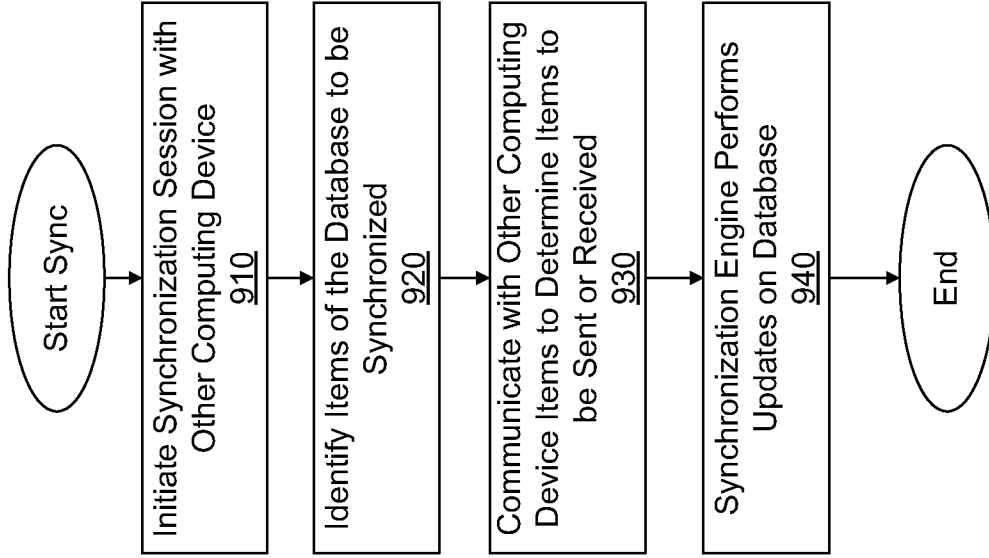 Start Sync
Initiate Synchronization Session with
Other Computing Device
910
Identify Items of the Database to be
Synchronized
920
Communicate with Other Computing
Device Items to Determine Items to
be Sent or Received
930
Synchronization Engine Performs
Updates on Database
940
End